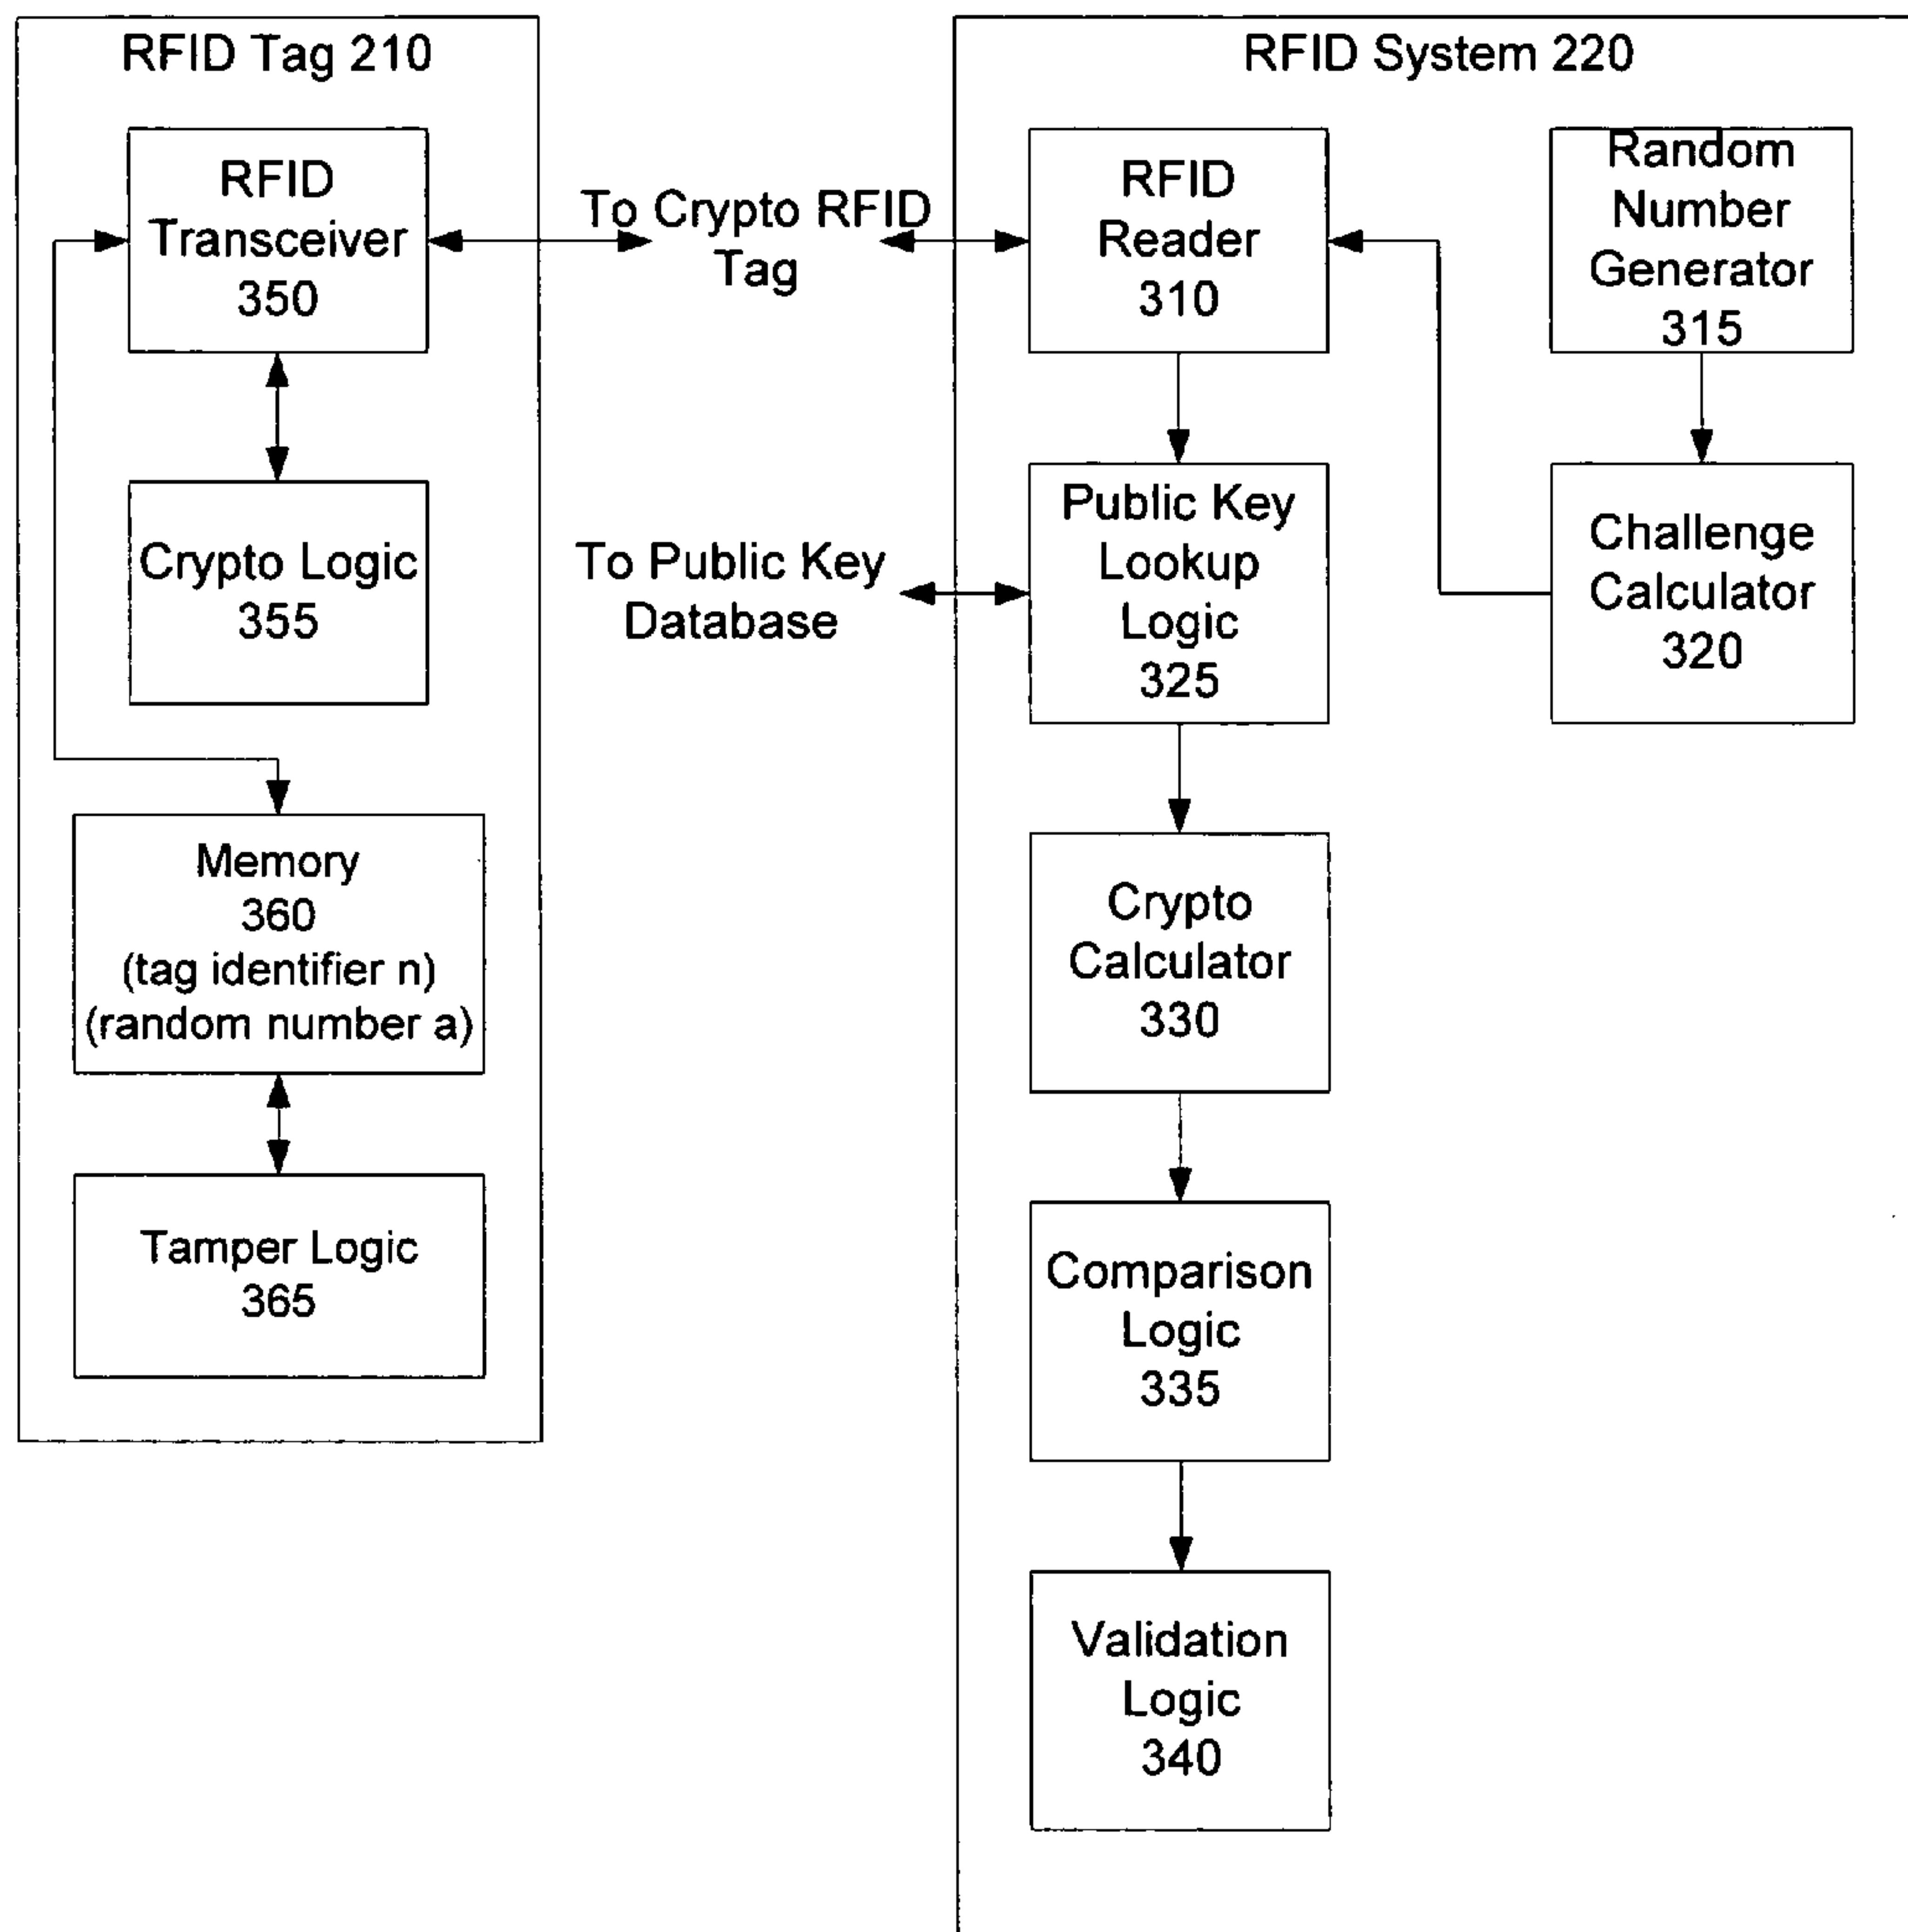 RFID Tag 210
RFID
Transceiver
350
Crypto Logic
355
Memory
360
(tag identifier n)
(random number a)
Tamper Logic
365
To Crypto RFID
Tag
To Public Key
Database
RFID System 220
RFID
Reader
310
Random
Number
Generator
315
Public Key
Lookup
Logic
325
Challenge
Calculator
320
Crypto
Calculator
330
Comparison
Logic
335
Validation
Logic
340